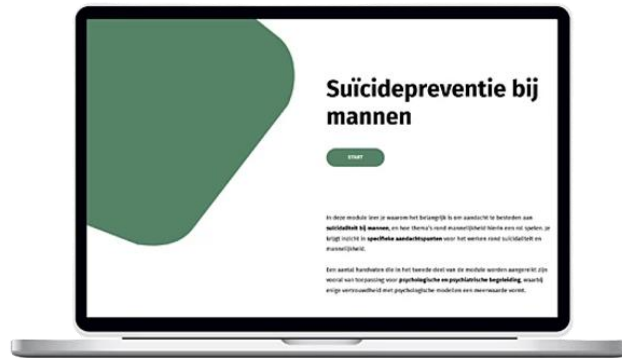 Suïcidepreventie bij
mannen
START
In deze module leer je waarom het belangrijk is om aandacht te besteden aan
suïcidaliteit bij mannen, en hoe thema's rond mannelijkheid hierin een rol spelen. Je
krijgt inzicht in specifieke aandachtspunten voor het werken rond suïcidaliteit en
mannelijkheid.
Een aantal handvaten die in het tweede deel van de module worden aangereikt zijn
vooral van toepassing voor psychologische en psychiatrische begeleiding, waarbij
enige vertrouwdheid met psychologische modellen een meerwaarde vormt.